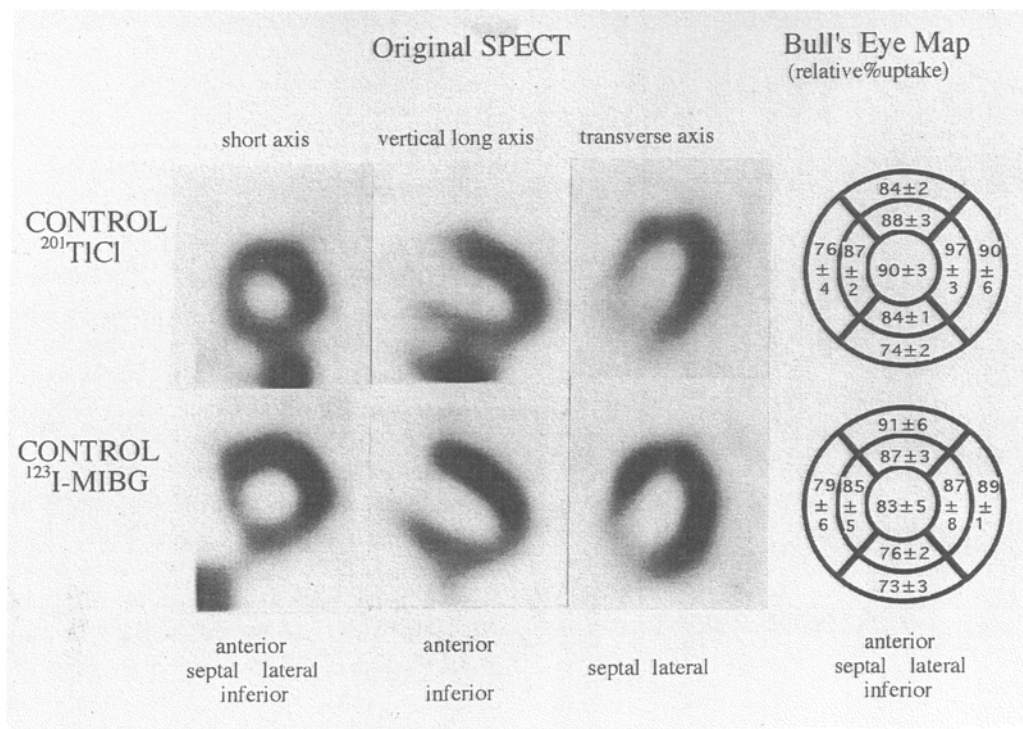 Original SPECT
Bull's Eye Map
(relative%uptake)
short axis
vertical long axis
transverse axis
CONTROL
²⁰¹TlCl
84±2
88±3
76
±
4
87
±
2
90±3
97
±
3
90
±
6
84±1
74±2
CONTROL
¹²³I-MIBG
91±6
87±3
79
±
6
85
±
5
83±5
87
±
8
89
±
1
76±2
73±3
anterior
septal lateral
inferior
anterior
inferior
septal lateral
anterior
septal lateral
inferior